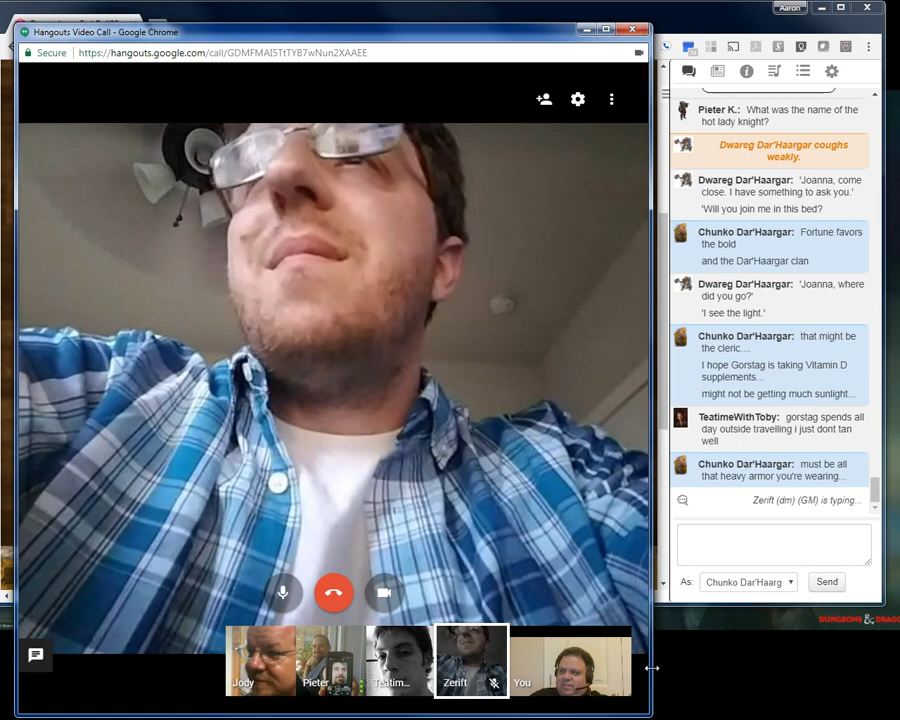 Aaron
Hangouts Video Call - Google Chrome
Secure
https://hangouts.google.com/call/GDMFMAI5TtTYB7wNun2XAAEE
Pieter K.: What was the name of the
hot lady knight?
Dwareg Dar'Haargar coughs
weakly.
Dwareg Dar'Haargar: 'Joanna, come
close. I have something to ask you.'
'Will you join me in this bed?
Chunko Dar'Haargar: Fortune favors
the bold
and the Dar'Haargar clan
Dwareg Dar'Haargar: 'Joanna, where
did you go?'
'I see the light.'
Chunko Dar'Haargar: that might be
the cleric....
I hope Gorstag is taking Vitamin D
supplements...
might not be getting much sunlight...
TeatimeWithToby: gorstag spends all
day outside travelling i just dont tan
well
Chunko Dar'Haargar: must be all
that heavy armor you're wearing...
Zerift (dm) (GM) is typing...
As: Chunko Dar'Haarg Send
DUNGEONS & DRAGO
Jody Pieter Teatim... Zerift You